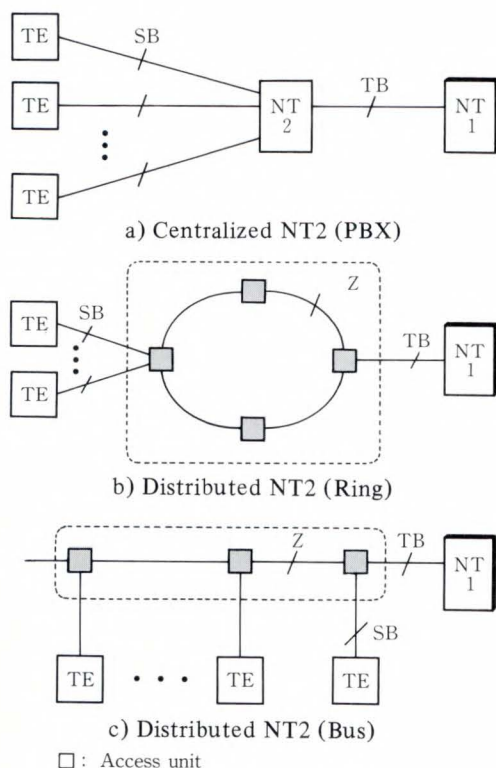 TE
SB
TE
TE
NT
2
TB
NT
1
a) Centralized NT2 (PBX)
TE
SB
TE
Z
TB
NT
1
b) Distributed NT2 (Ring)
Z
TB
NT
1
SB
TE
TE
TE
c) Distributed NT2 (Bus)
: Access unit